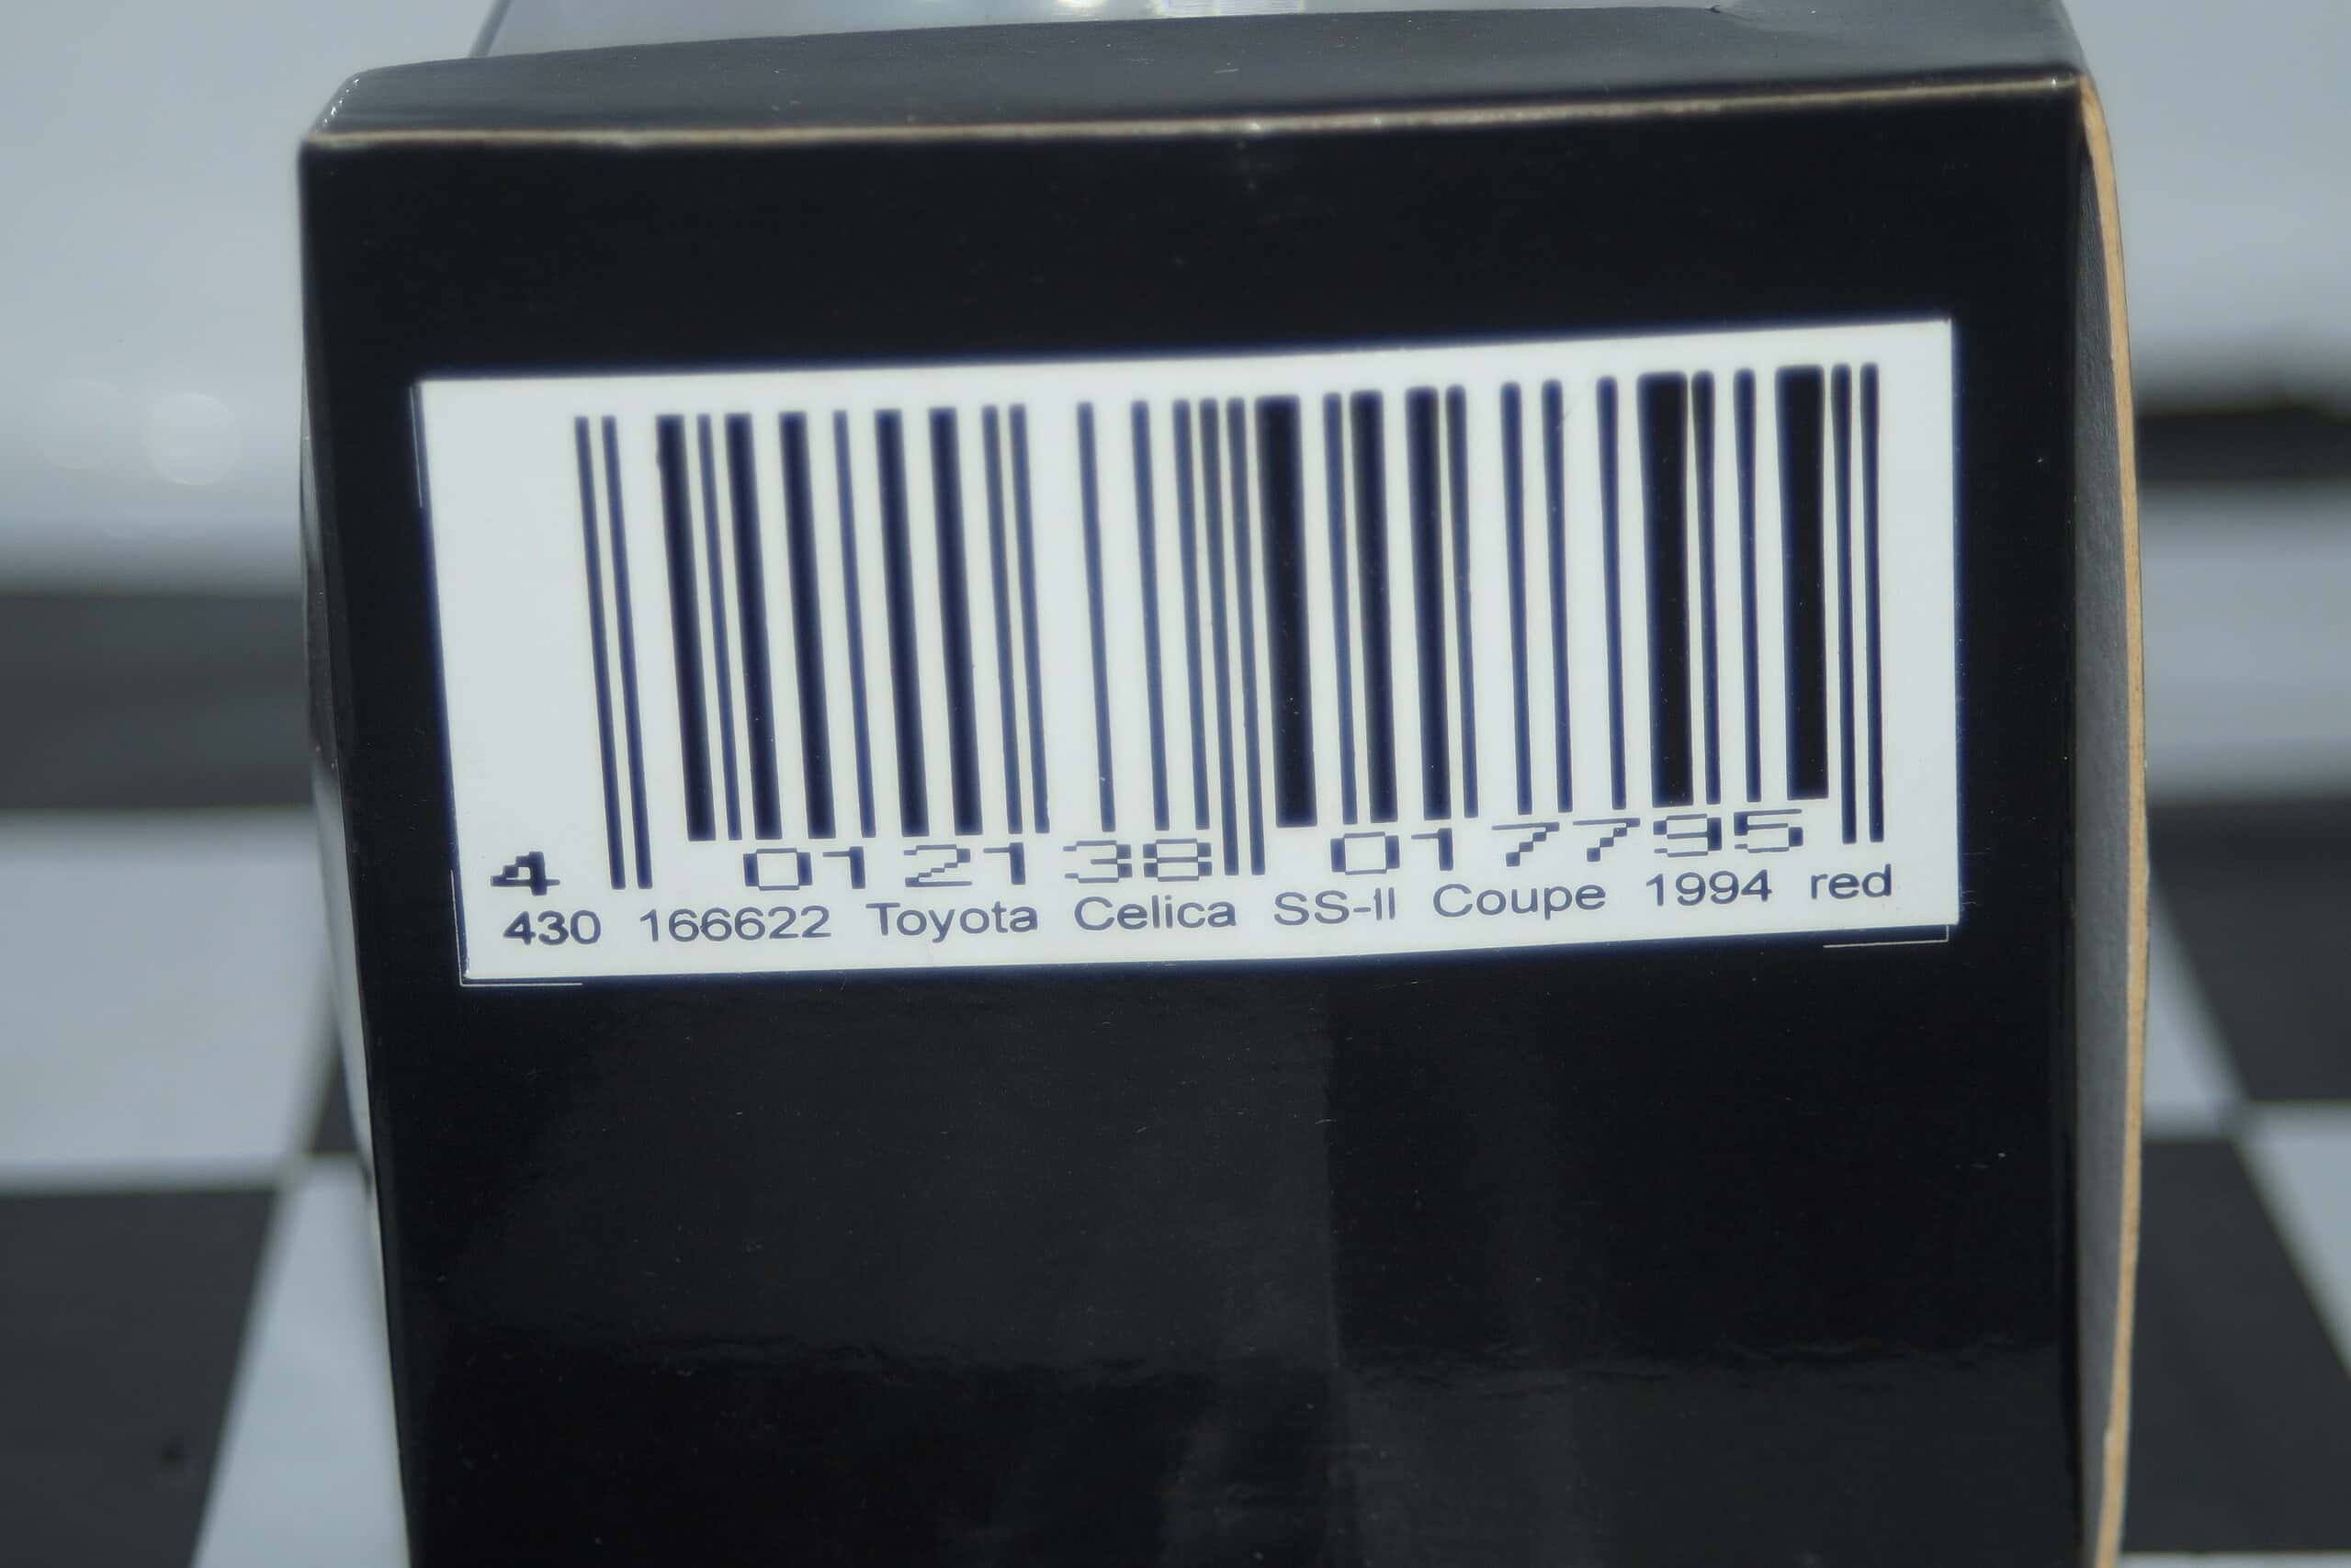 4 012138 017795
430 166622 Toyota Celica SS-II Coupe 1994 red